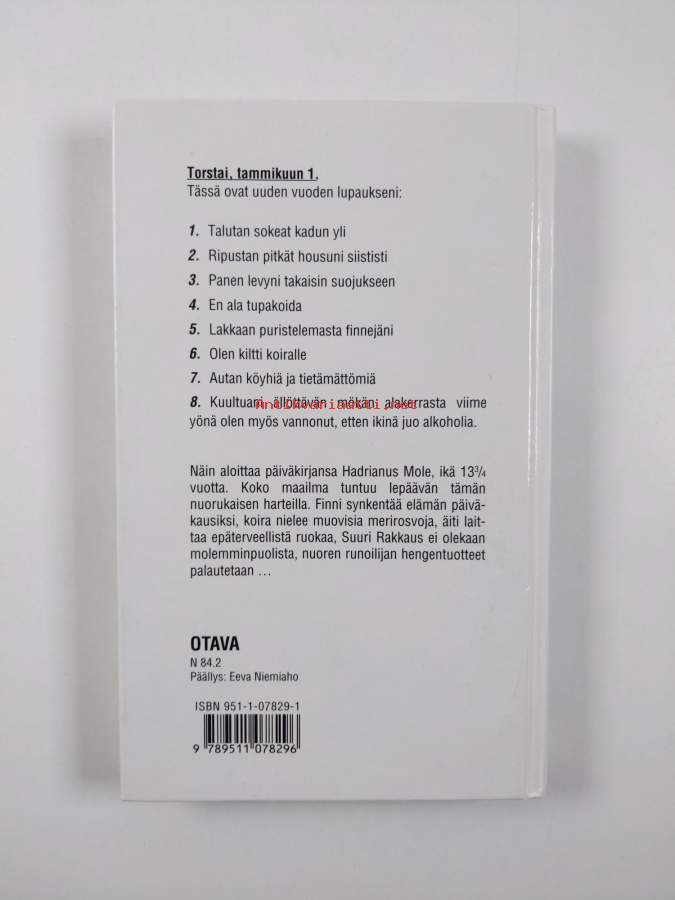 Torstai, tammikuun 1.
Tässä ovat uuden vuoden lupaukseni:
1. Talutan sokeat kadun yli
2. Ripustan pitkät housuni siististi
3. Panen levyni takaisin suojukseen
4. En ala tupakoida
5. Lakkaan puristelemasta finnejäni
6. Olen kiltti koiralle
7. Autan köyhiä ja tietämättömiä
8. Kuultuani ällöttävän mökän alakerrasta viime
yönä olen myös vannonut, etten ikinä juo alkoholia.
Antikvariaatti.net
Näin aloittaa päiväkirjansa Hadrianus Mole, ikä 13¾
vuotta. Koko maailma tuntuu lepäävän tämän
nuorukaisen harteilla. Finni synkentää elämän päivä-
kausiksi, koira nielee muovisia merirosvoja, äiti lait-
taa epäterveellistä ruokaa, Suuri Rakkaus ei olekaan
molemminpuolista, nuoren runoilijan hengentuotteet
palautetaan ...
OTAVA
N 84.2
Päällys: Eeva Niemiaho
ISBN 951-1-07829-1
9 789511 078296